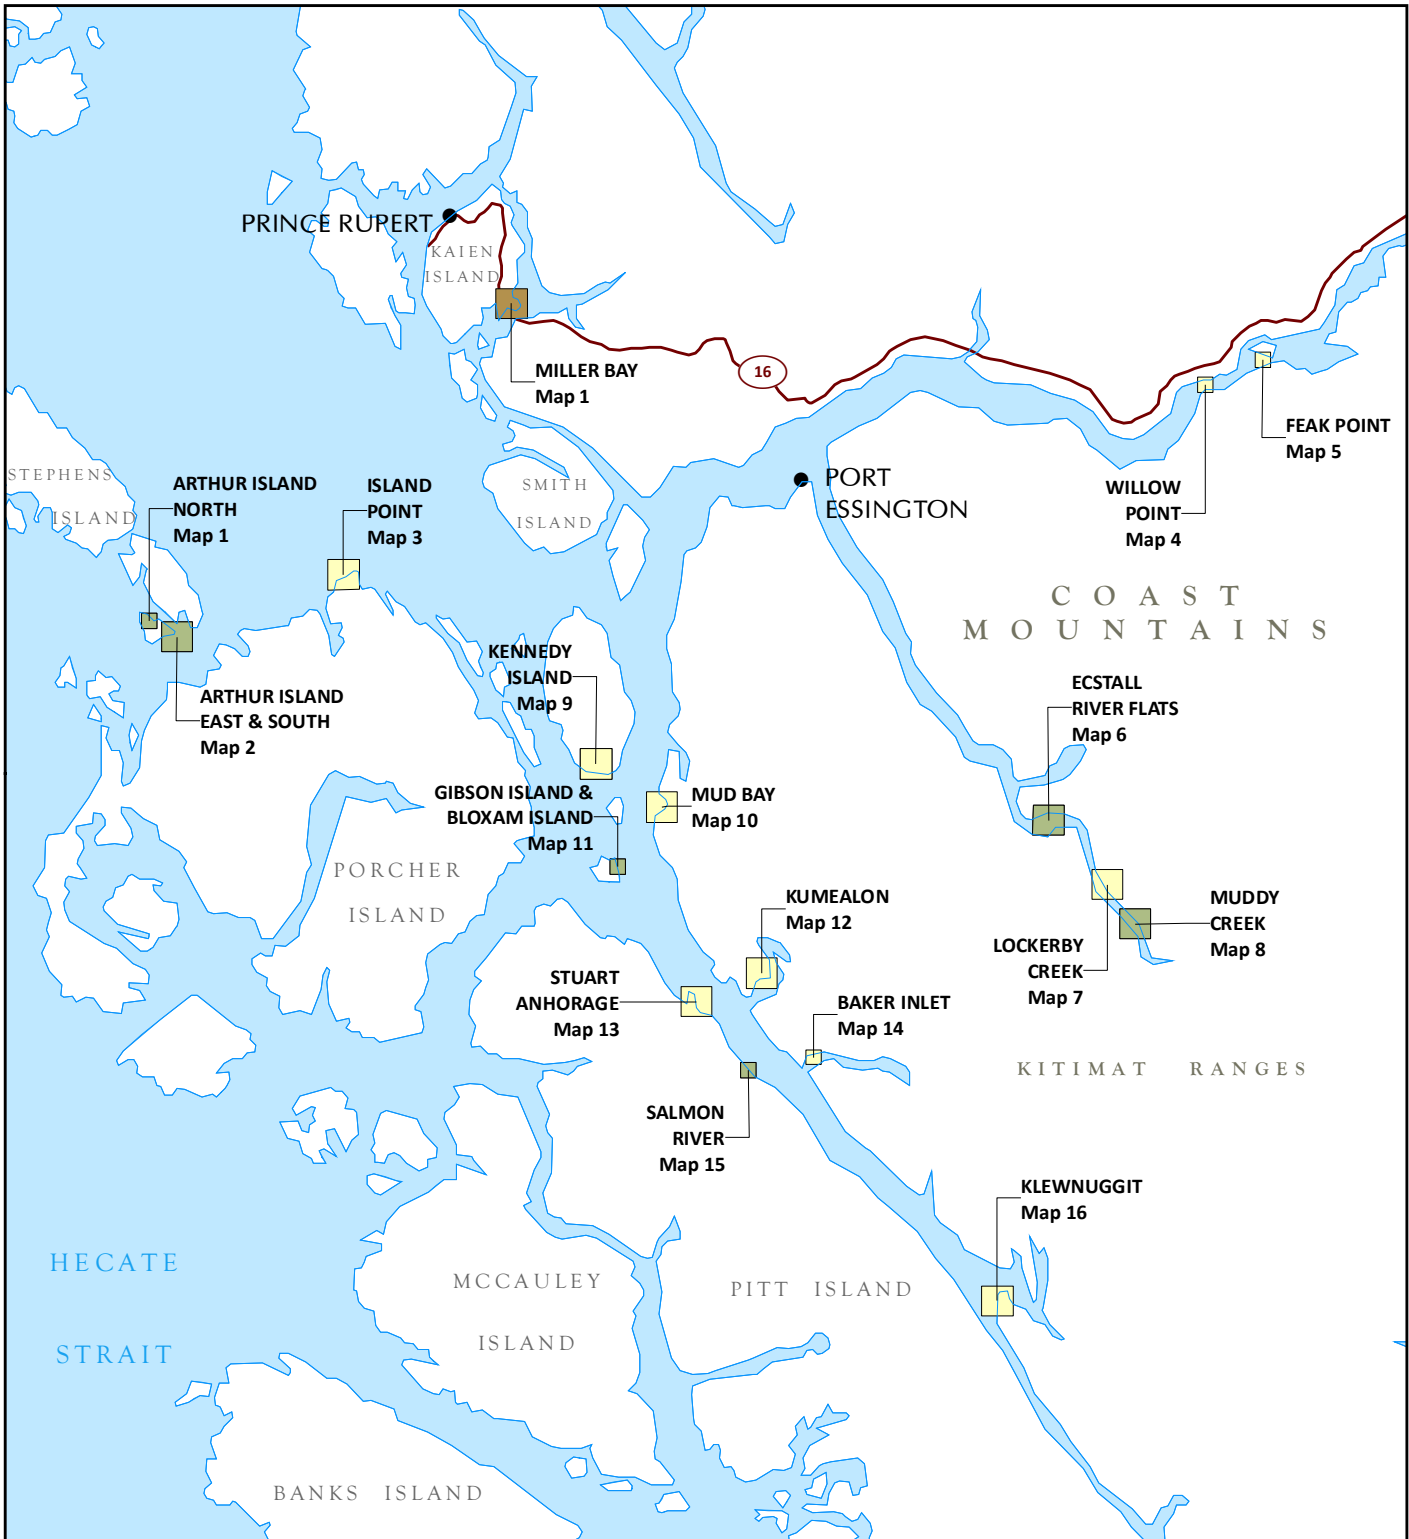 PRINCE RUPERT
KAIEN
ISLAND
MILLER BAY
Map 1
16
FEAK POINT
Map 5
STEPHENS
ISLAND
ARTHUR ISLAND
NORTH
Map 1
ISLAND
POINT
Map 3
SMITH
ISLAND
PORT
ESSINGTON
WILLOW
POINT
Map 4
COAST
MOUNTAINS
KENNEDY
ISLAND
Map 9
ARTHUR ISLAND
EAST & SOUTH
Map 2
ECSTALL
RIVER FLATS
Map 6
GIBSON ISLAND &
BLOXAM ISLAND
Map 11
MUD BAY
Map 10
PORCHER
ISLAND
KUMEALON
Map 12
MUDDY
CREEK
Map 8
LOCKERBY
CREEK
Map 7
STUART
ANHORAGE
Map 13
BAKER INLET
Map 14
KITIMAT RANGES
SALMON
RIVER
Map 15
KLEWNUGGIT
Map 16
HECATE
STRAIT
MCCAULEY
ISLAND
PITT ISLAND
BANKS ISLAND